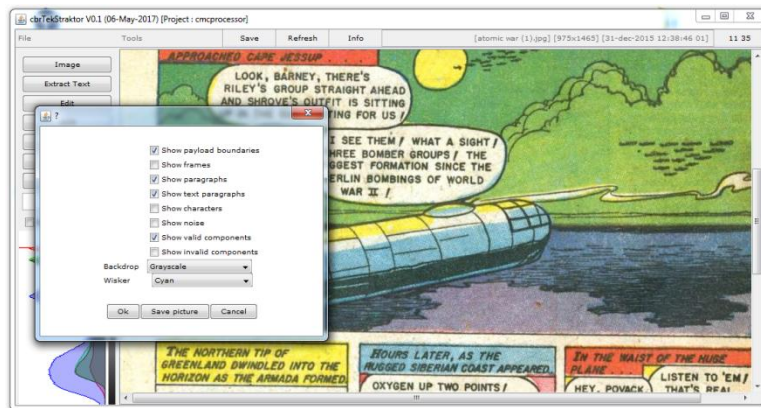 cbrTekStraktor V0.1 (06-May-2017) [Project : cmcprocessor]
File Tools Save Refresh Info [atomic war (1).jpg] [975x1465] [31-dec-2015 12:38:46 01] 11 35
Image
Extract Text
Edit
?
Show payload boundaries
Show frames
Show paragraphs
Show text paragraphs
Show characters
Show noise
Show valid components
Show invalid components
Backdrop Grayscale
Wisker Cyan
Ok Save picture Cancel
APPROACHED CAPE JESSUP . . . .
LOOK, BARNEY, THERE'S
RILEY'S GROUP STRAIGHT AHEAD
AND SHROVE'S OUTFIT IS SITTING
TING FOR US!
I SEE THEM! WHAT A SIGHT!
HREE BOMBER GROUPS! THE
GGEST FORMATION SINCE THE
ERLIN BOMBINGS OF WORLD
WAR II!
THE NORTHERN TIP OF
GREENLAND DWINDLED INTO THE
HORIZON AS THE ARMADA FORMED.
HOURS LATER, AS THE
RUGGED SIBERIAN COAST APPEARED,
OXYGEN UP TWO POINTS!
IN THE WAIST OF THE HUGE
PLANE . . . .
HEY, POVACK,
LISTEN TO 'EM!
THAT'S REAL